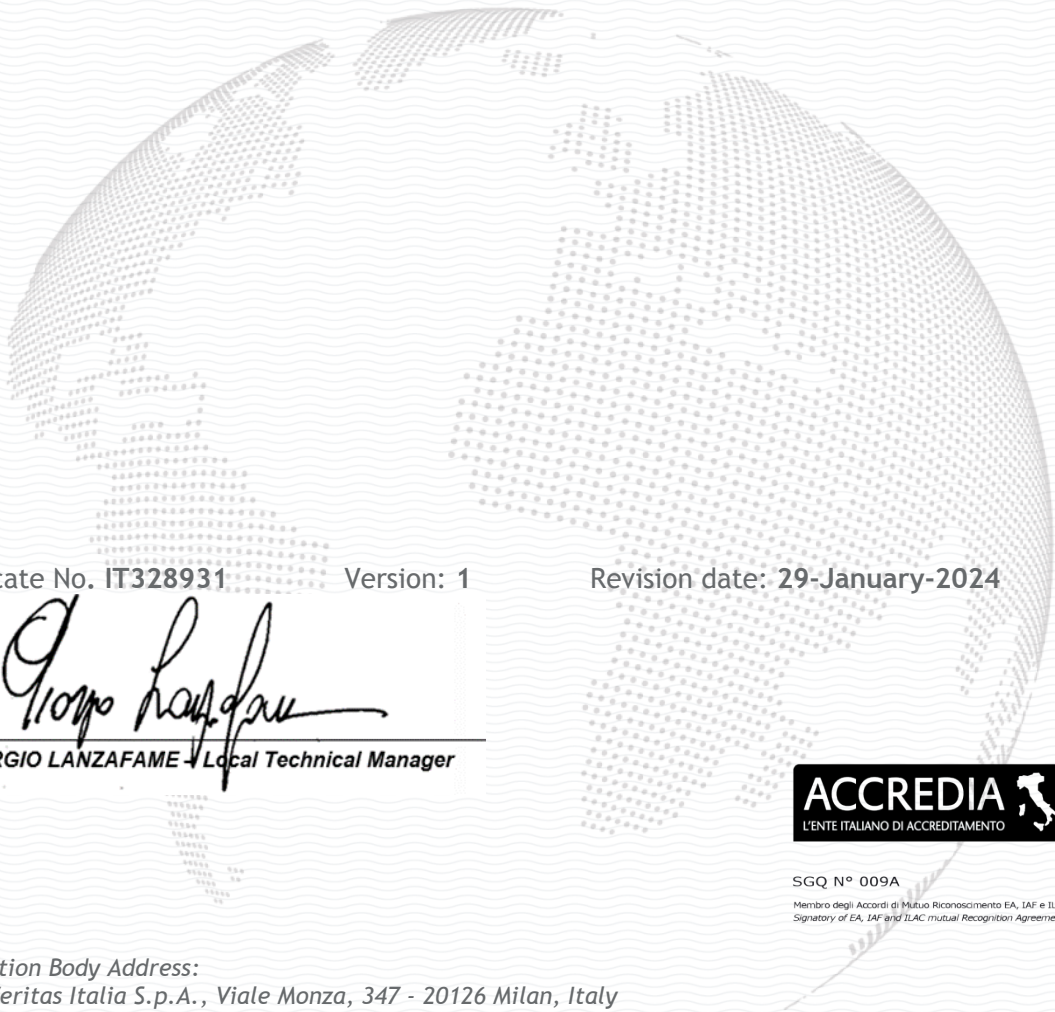 cate No. IT328931 Version: 1 Revision date: 29-January-2024
RGIO LANZAFAME - Local Technical Manager
ACCREDIA
L'ENTE ITALIANO DI ACCREDITAMENTO
SGQ N° 009A
Membro degli Accordi di Mutuo Riconoscimento EA, IAF e IL
Signatory of EA, IAF and ILAC mutual Recognition Agreeme
tion Body Address:
Veritas Italia S.p.A., Viale Monza, 347 - 20126 Milan, Italy